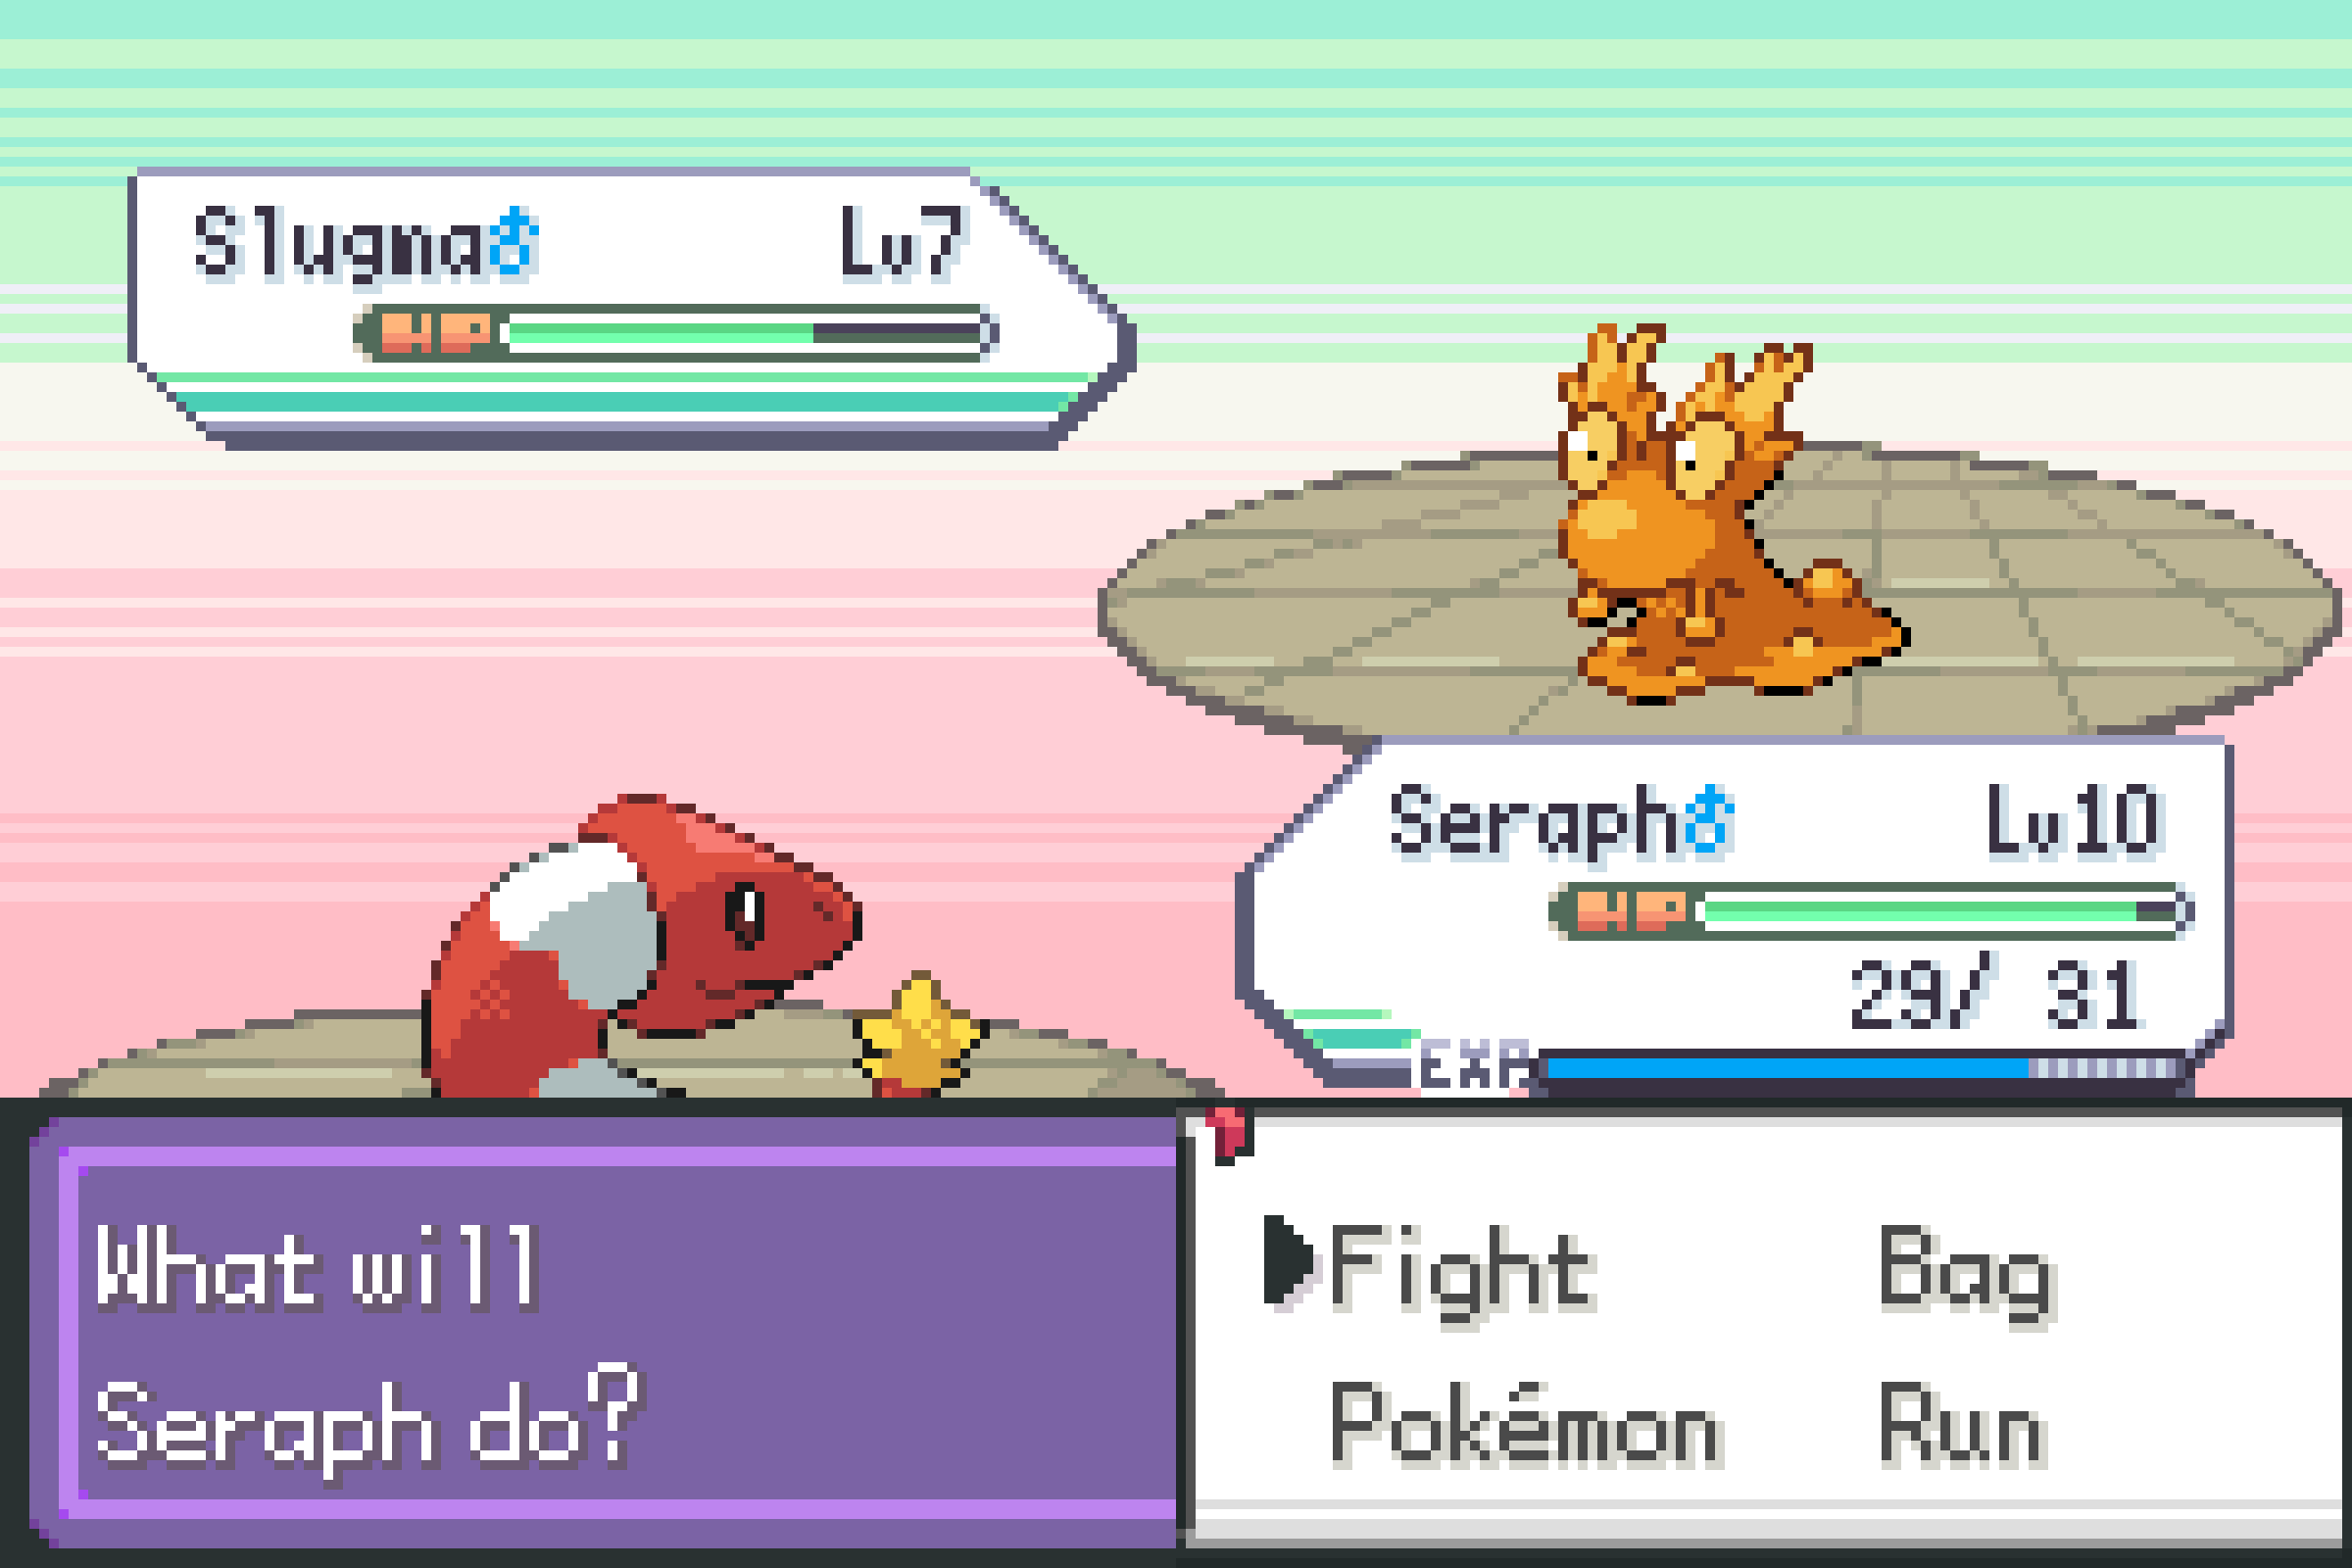 Slugma♂ Lv7
HP
Seraph♂ Lv10
HP
29/ 31
EXP
What will
Seraph do?
Fight Bag
Pokémon Run